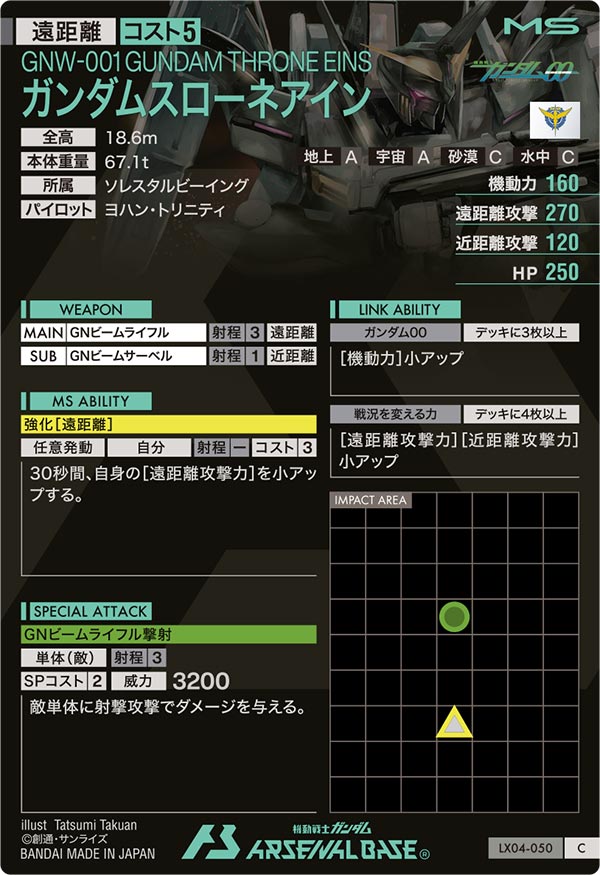 遠距離 コスト5
MS
GNW-001 GUNDAM THRONE EINS
ガンダムスローネアイン
機動戦士ガンダム00
全高 18.6m
本体重量 67.1t
所属 ソレスタルビーイング
パイロット ヨハン・トリニティ
地上 A 宇宙 A 砂漠 C 水中 C
機動力 160
遠距離攻撃 270
近距離攻撃 120
HP 250
WEAPON
MAIN GNビームライフル 射程 3 遠距離
SUB GNビームサーベル 射程 1 近距離
MS ABILITY
強化[遠距離]
任意発動 自分 射程 ー コスト 3
30秒間、自身の[遠距離攻撃力]を小アッ
プする。
SPECIAL ATTACK
GNビームライフル撃射
単体(敵) 射程 3
SPコスト 2 威力 3200
敵単体に射撃攻撃でダメージを与える。
LINK ABILITY
ガンダム00 デッキに3枚以上
[機動力]小アップ
戦況を変える力 デッキに4枚以上
[遠距離攻撃力][近距離攻撃力]
小アップ
IMPACT AREA
illust Tatsumi Takuan
©創通・サンライズ
BANDAI MADE IN JAPAN
機動戦士ガンダム
ARSENAL BASE®
LX04-050 C